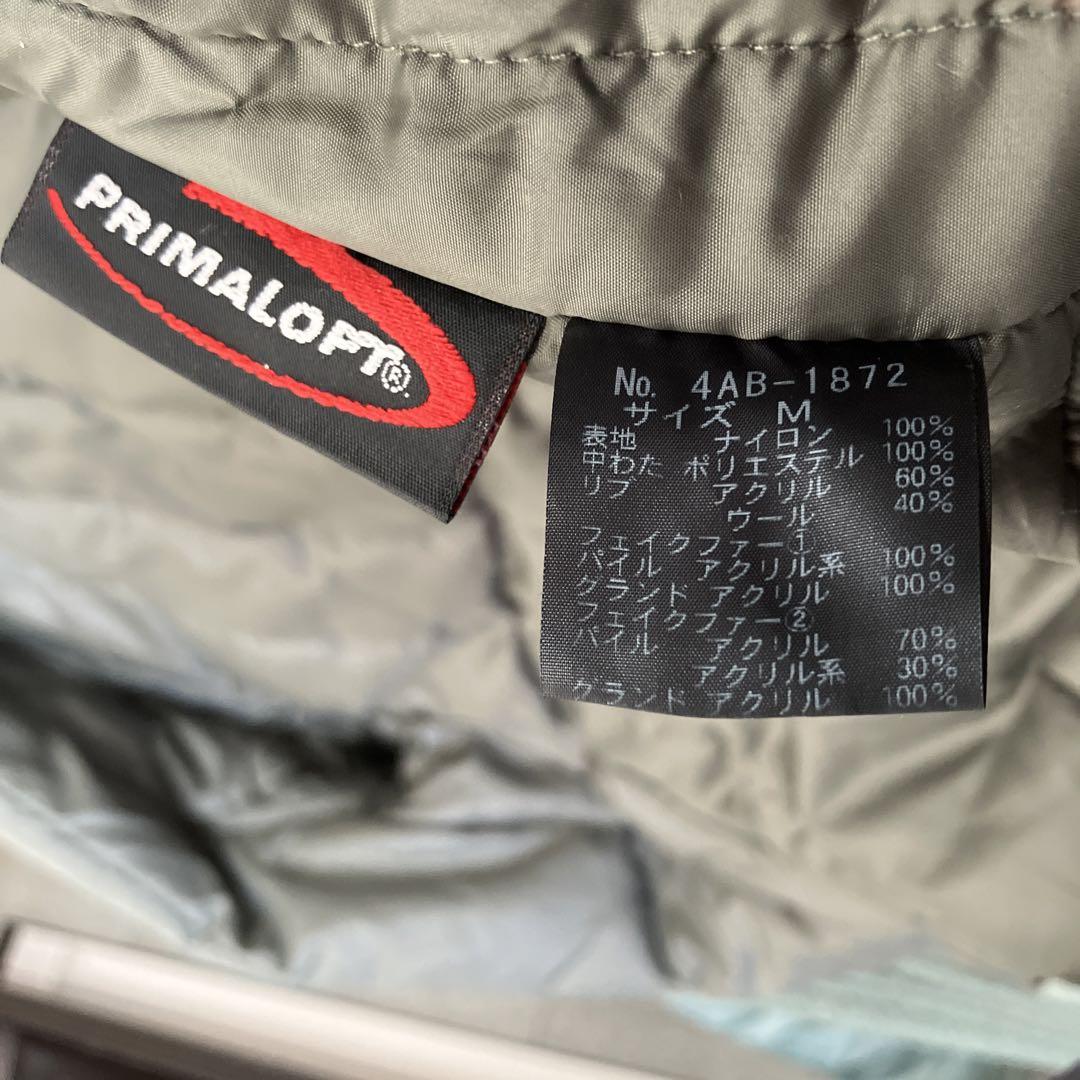 PRIMALOFT®
No. 4AB-1872
サイズ M
表地 ナイロン 100%
中わた ポリエステル 100%
リブ アクリル 60%
ウール 40%
フェイクファー①
パイル アクリル系 100%
グランド アクリル 100%
フェイクファー②
パイル アクリル 70%
アクリル系 30%
グランド アクリル 100%